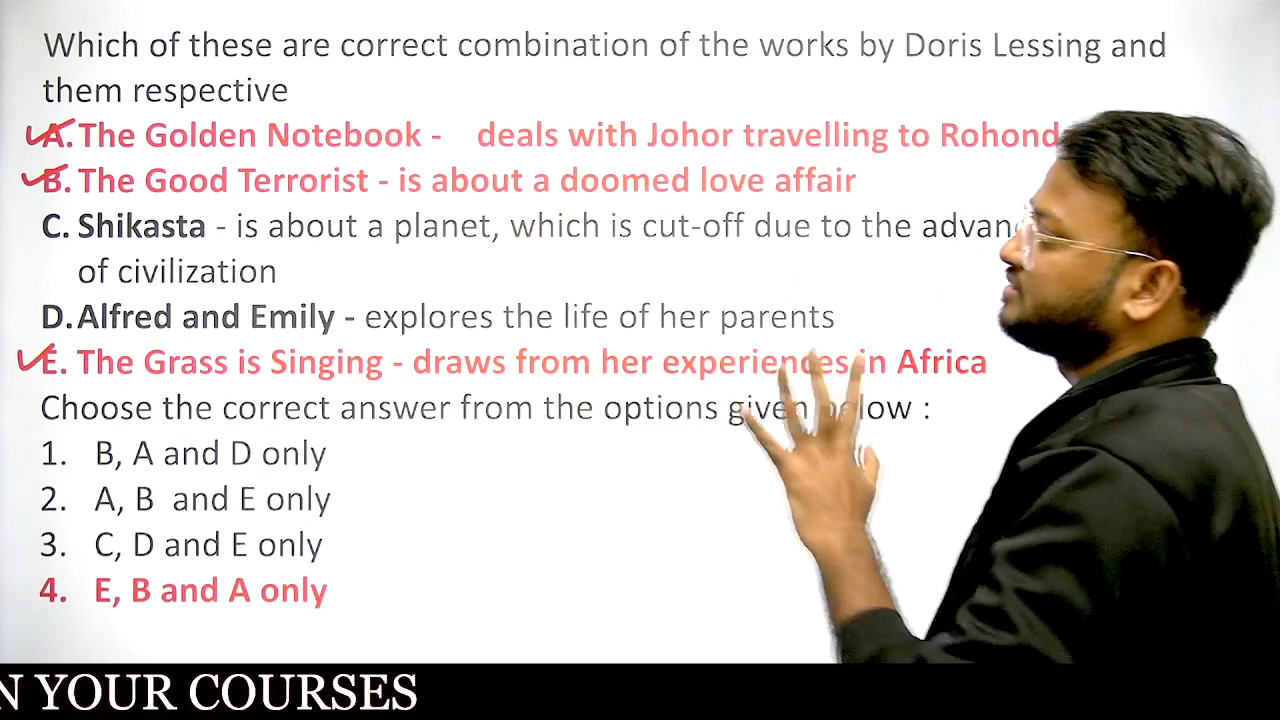 Which of these are correct combination of the works by Doris Lessing and
them respective
A. The Golden Notebook - deals with Johor travelling to
B. The Good Terrorist - is about a doomed love affair
C. Shikasta - is about a planet, which is cut-off due to the
of civilization
D. Alfred and Emily - explores the life of her parents
E. The Grass is Singing - draws from her experiences in Africa
Choose the correct answer from the options given below :
1. B, A and D only
2. A, B and E only
3. C, D and E only
4. E, B and A only
N YOUR COURSES